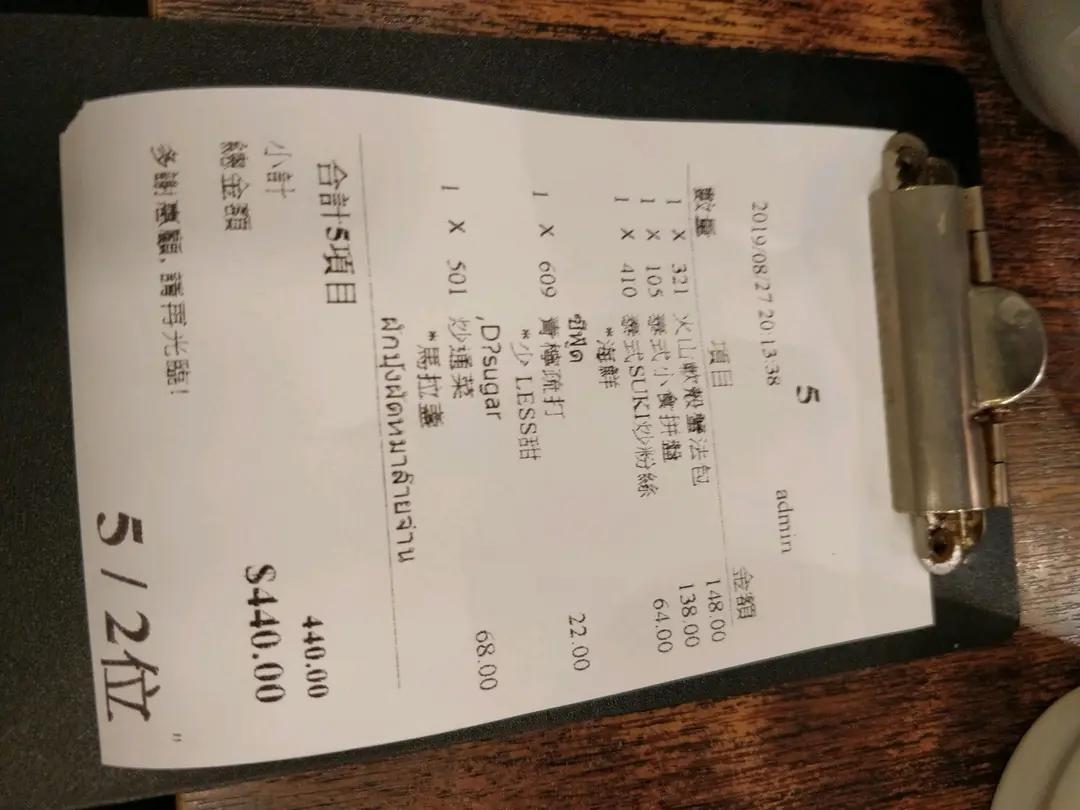 5
2019/08/27 20:13:38 admin
數量 項目 金額
1 X 321 火山軟殼蟹法包 148.00
1 X 105 泰式小食拼盤 138.00
1 X 410 泰式SUKI炒粉絲 64.00
*海鮮
ซีฟู้ด
1 X 609 青檸疏打 22.00
*少 LESS甜
,D?sugar
1 X 501 炒通菜 68.00
*馬拉盞
ผักบุ้งผัดหมาล้ายจ่าน
合計5項目
小計 440.00
總金額 $440.00
多謝惠顧, 請再光臨!
5 / 2位
"